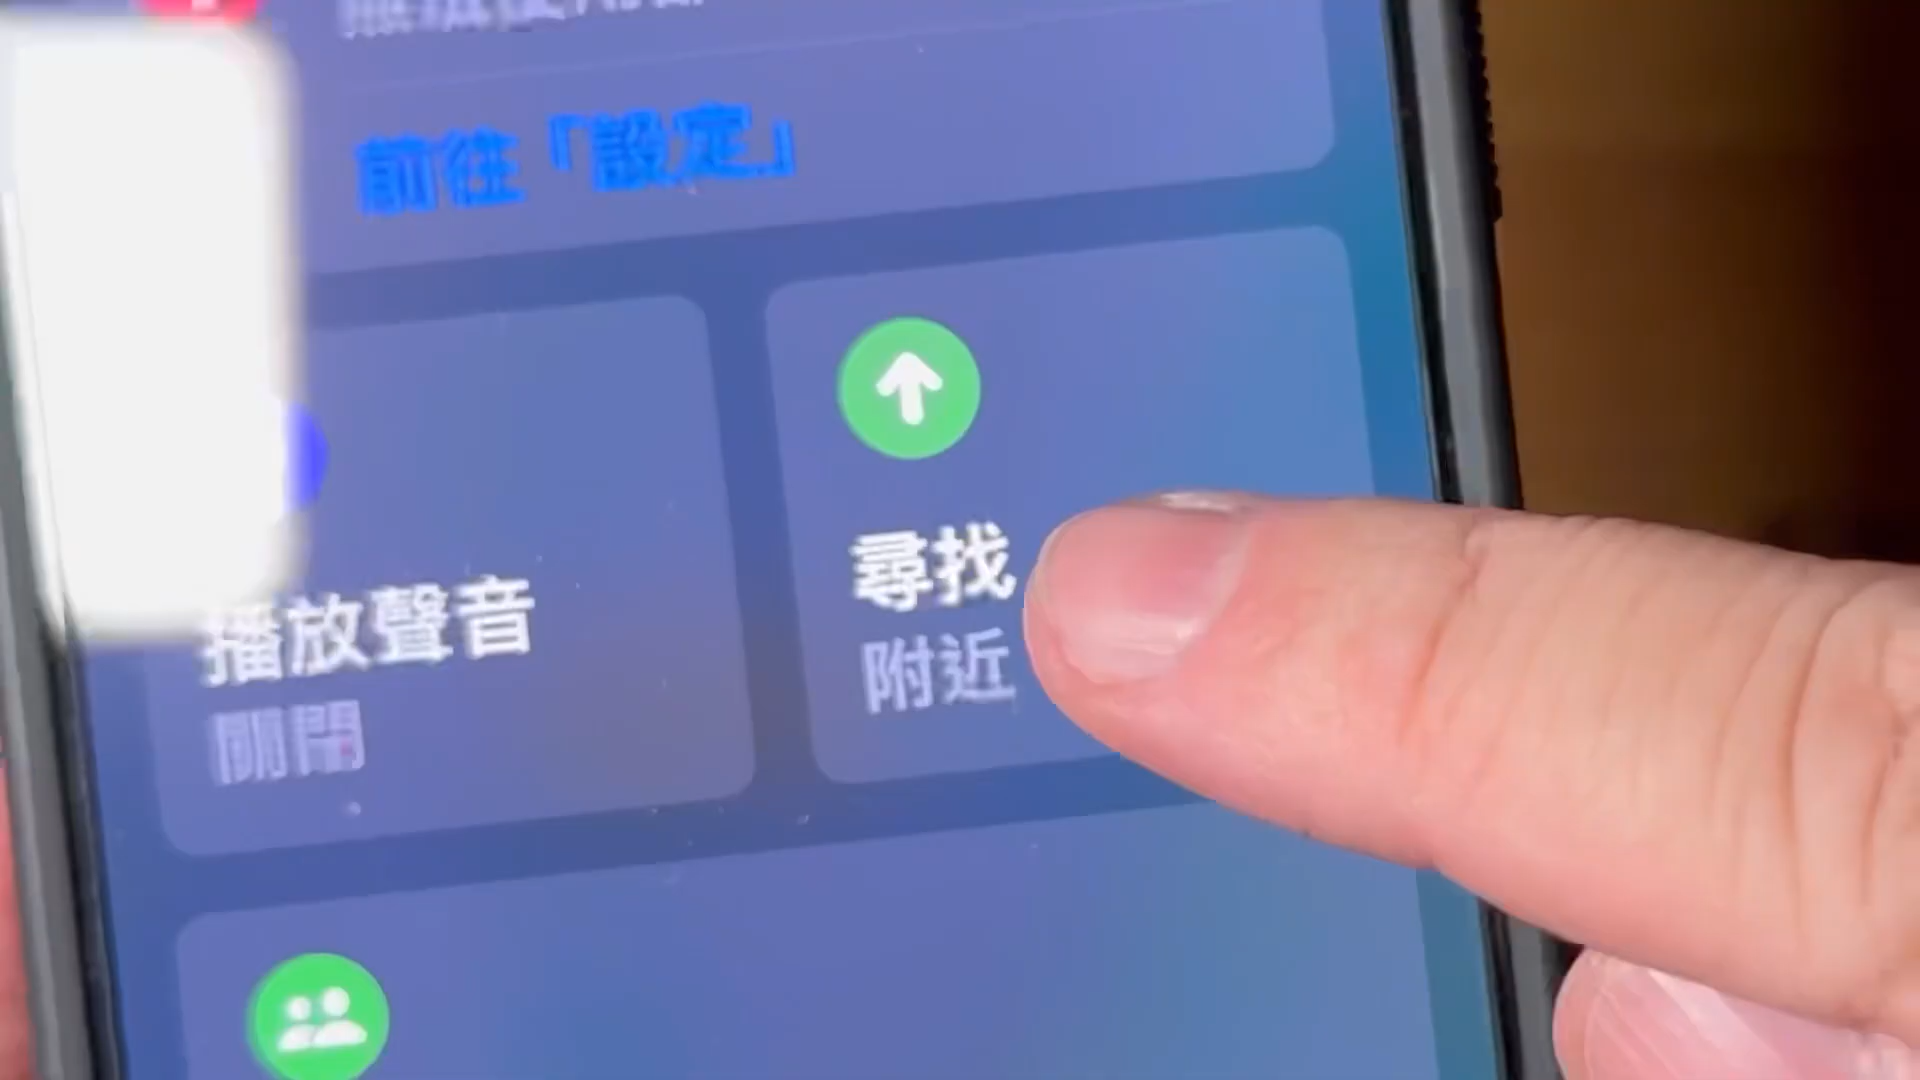 前往「設定」
播放聲音
關閉
尋找
附近